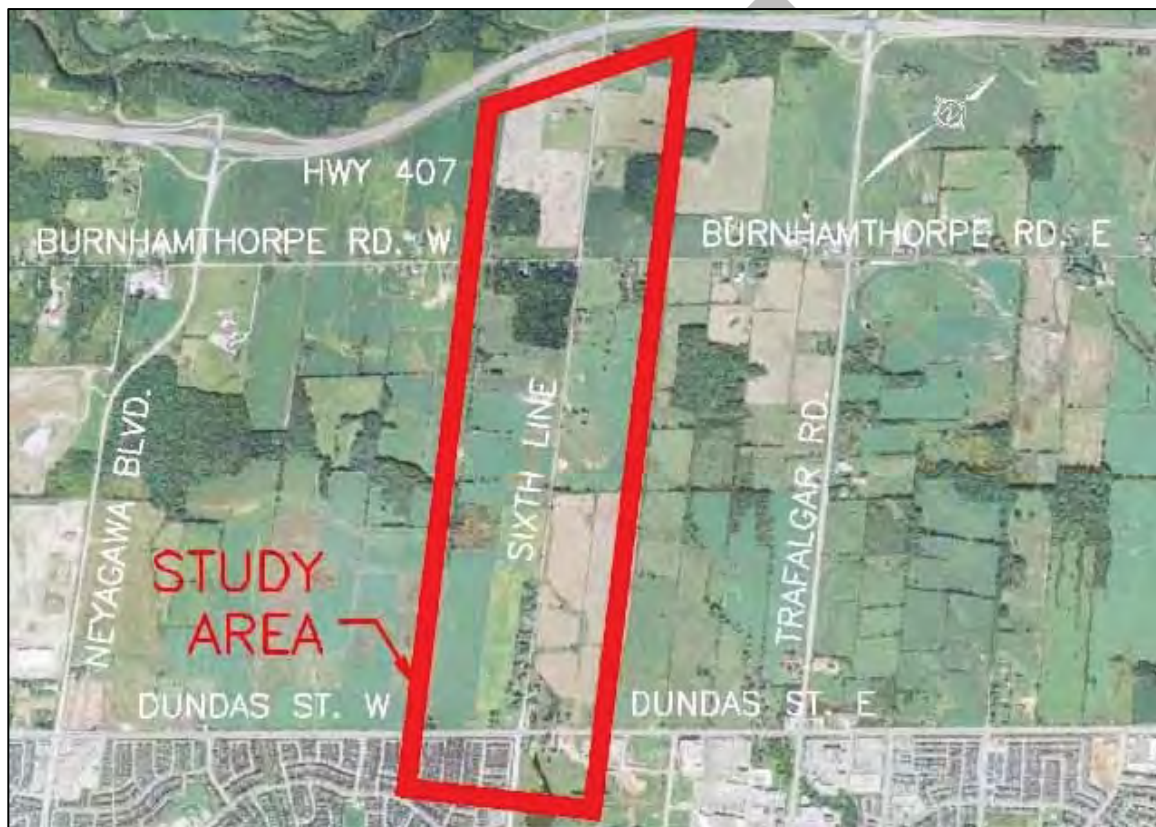 HWY 407
BURNHAMTHORPE RD. W
BURNHAMTHORPE RD. E
NEYAGAWA BLVD.
SIXTH LINE
TRAFALGAR RD.
STUDY
AREA
DUNDAS ST. W
DUNDAS ST. E